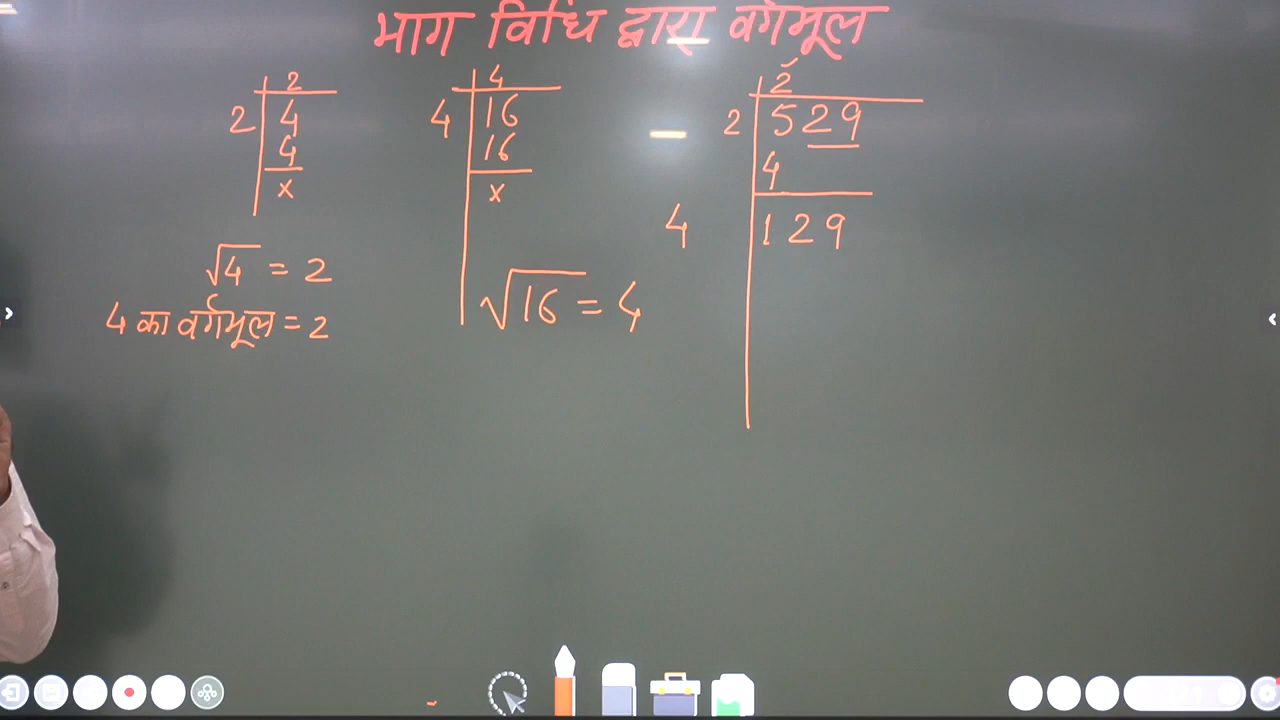 भाग विधि द्वारा वर्गमूल
2
2 4
4
x
√4 = 2
4 का वर्गमूल = 2
4
4 16
16
x
√16 = 4
2
2 529
4
4 129